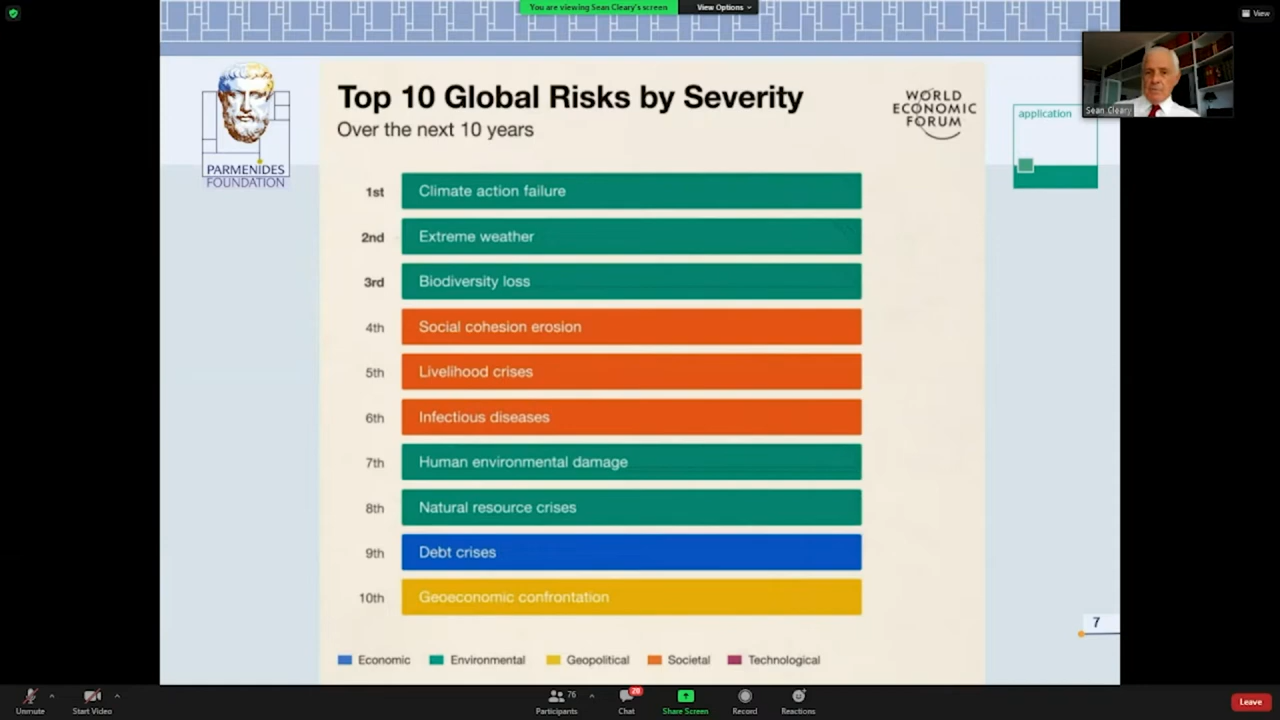 You are viewing Sean Cleary's screen
View Options
View
Sean Cleary
PARMENIDES
FOUNDATION
Top 10 Global Risks by Severity
Over the next 10 years
WORLD
ECONOMIC
FORUM
application
1st Climate action failure
2nd Extreme weather
3rd Biodiversity loss
4th Social cohesion erosion
5th Livelihood crises
6th Infectious diseases
7th Human environmental damage
8th Natural resource crises
9th Debt crises
10th Geoeconomic confrontation
7
Economic Environmental Geopolitical Societal Technological
Unmute
Start Video
76
Participants
28
Chat
Share Screen
Record
Reactions
Leave